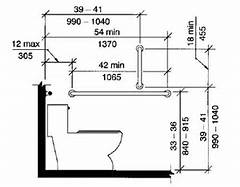 39 – 41
990 – 1040
54 min
1370
12 max
305
42 min
1065
18 min
455
33 – 36
840 – 915
39 – 41
990 – 1040